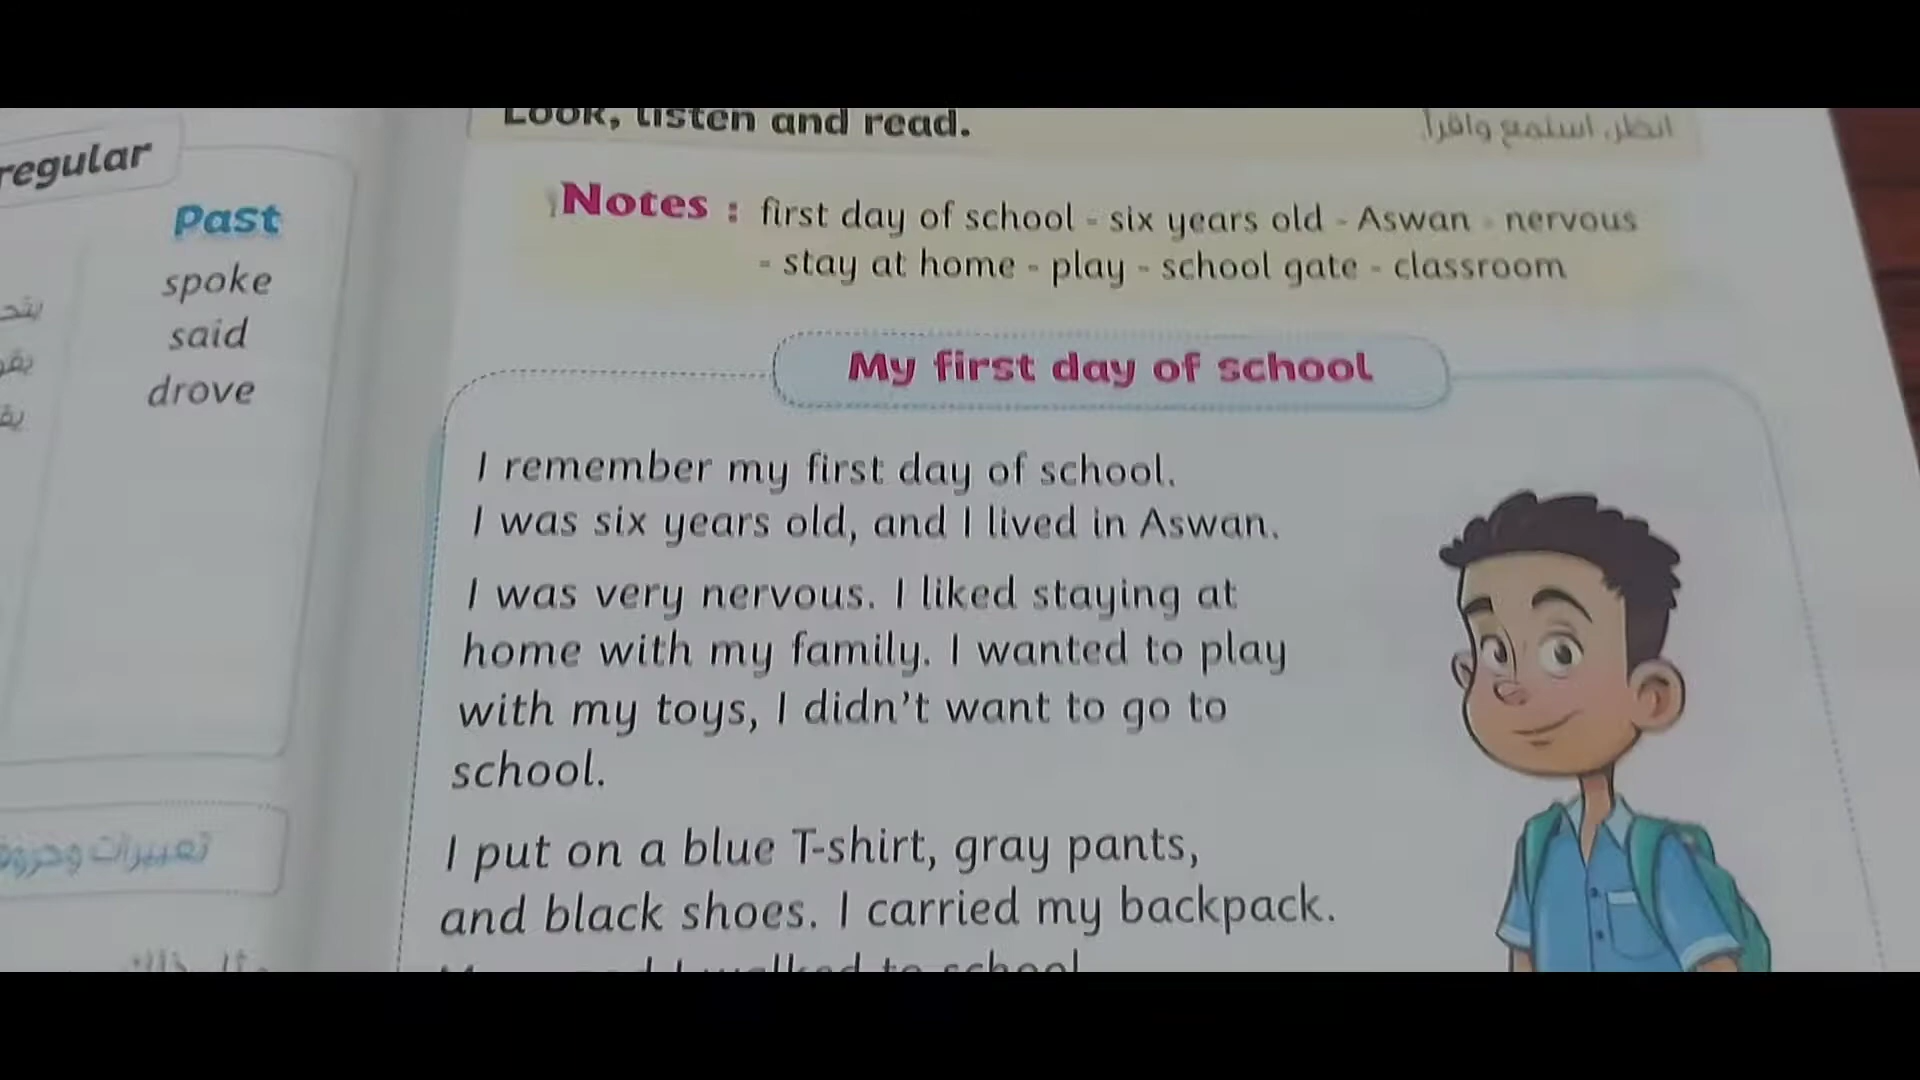 regular
Past
spoke
said
drove
Look, listen and read.
انظر، استمع واقرأ.
Notes : first day of school - six years old - Aswan - nervous
- stay at home - play - school gate - classroom
My first day of school
I remember my first day of school.
I was six years old, and I lived in Aswan.
I was very nervous. I liked staying at
home with my family. I wanted to play
with my toys, I didn't want to go to
school.
I put on a blue T-shirt, gray pants,
and black shoes. I carried my backpack.
I walked to school